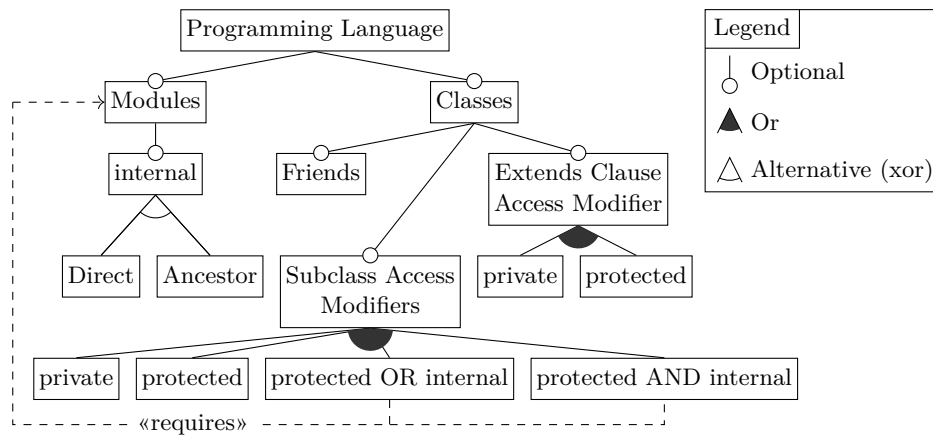 Programming Language
Legend
Optional
Modules
Classes
Or
internal
Friends
Extends Clause
Access Modifier
Alternative (xor)
Direct
Ancestor
Subclass Access
Modifiers
private
protected
private
protected
protected OR internal
protected AND internal
«requires»